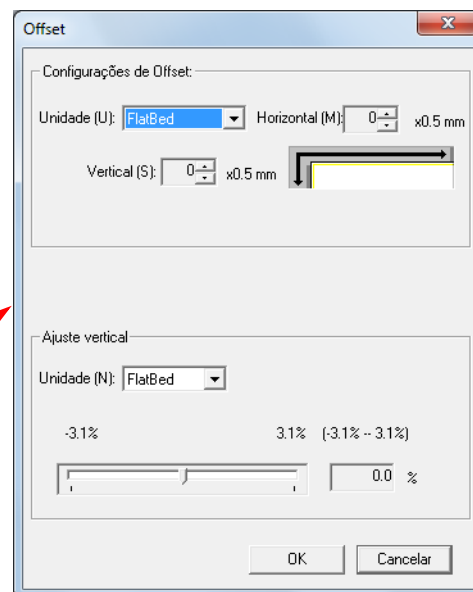 Offset
Configurações de Offset:
Unidade (U): FlatBed Horizontal (M): 0 x0.5 mm
Vertical (S): 0 x0.5 mm
Ajuste vertical
Unidade (N): FlatBed
-3.1% 3.1% (-3.1% -- 3.1%)
0.0 %
OK Cancelar